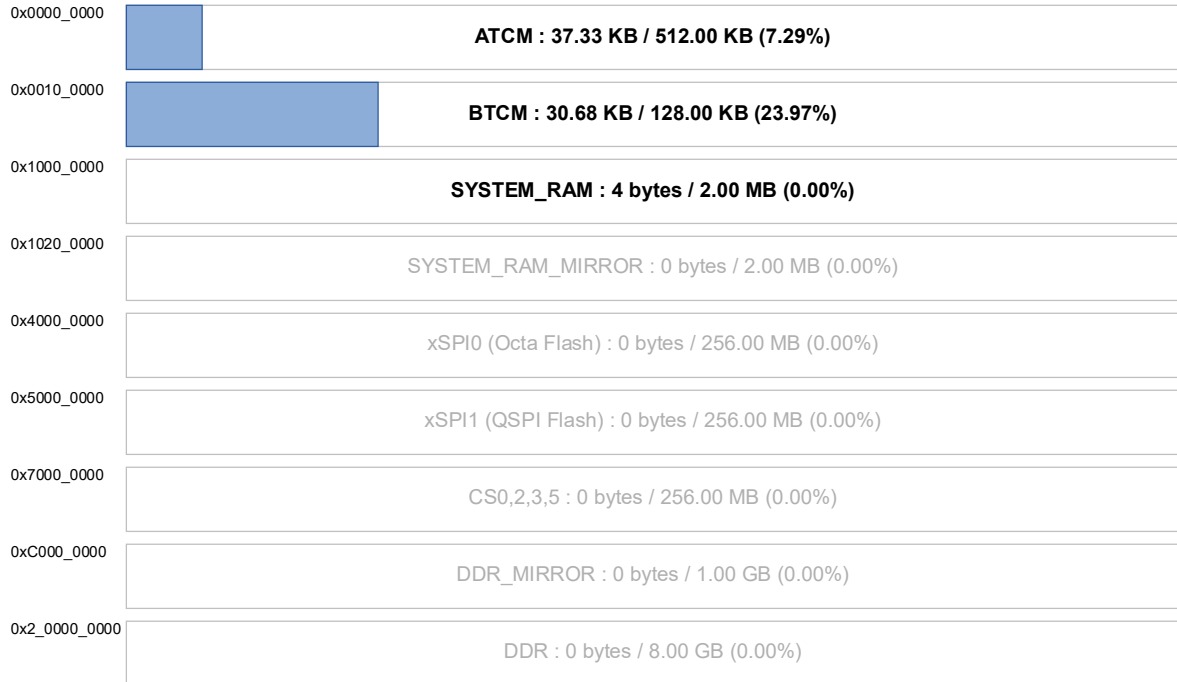 0x0000_0000
ATCM : 37.33 KB / 512.00 KB (7.29%)
0x0010_0000
BTCM : 30.68 KB / 128.00 KB (23.97%)
0x1000_0000
SYSTEM_RAM : 4 bytes / 2.00 MB (0.00%)
0x1020_0000
SYSTEM_RAM_MIRROR : 0 bytes / 2.00 MB (0.00%)
0x4000_0000
xSPI0 (Octa Flash) : 0 bytes / 256.00 MB (0.00%)
0x5000_0000
xSPI1 (QSPI Flash) : 0 bytes / 256.00 MB (0.00%)
0x7000_0000
CS0,2,3,5 : 0 bytes / 256.00 MB (0.00%)
0xC000_0000
DDR_MIRROR : 0 bytes / 1.00 GB (0.00%)
0x2_0000_0000
DDR : 0 bytes / 8.00 GB (0.00%)